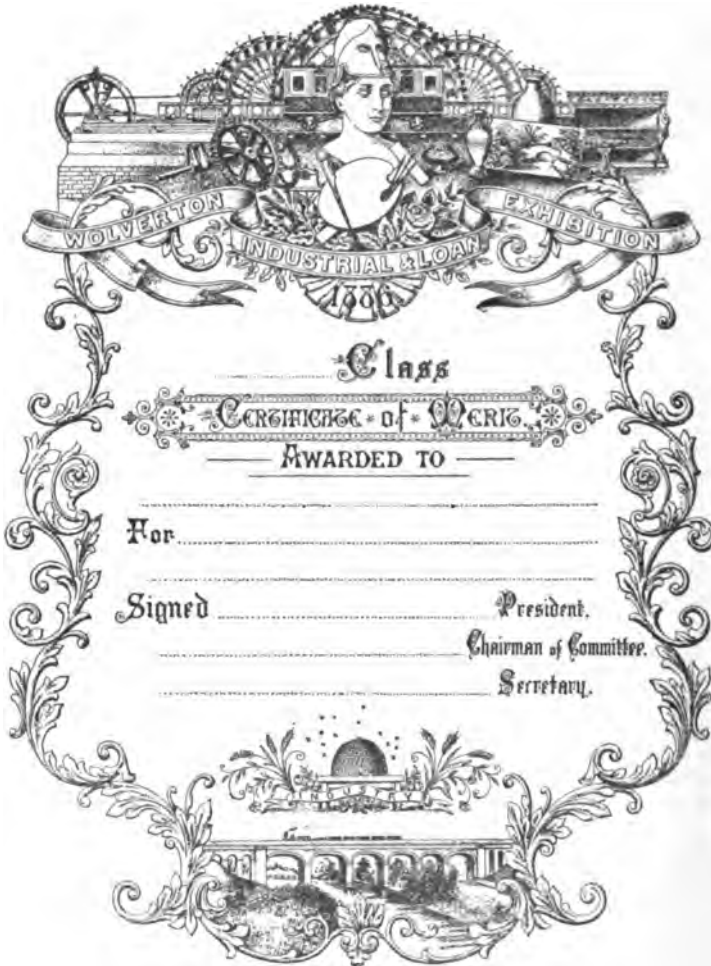 WOLVERTON INDUSTRIAL & LOAN EXHIBITION
Class
CERTIFICATE of MERIT.
AWARDED TO
For
Signed President.
Chairman of Committee.
Secretary.